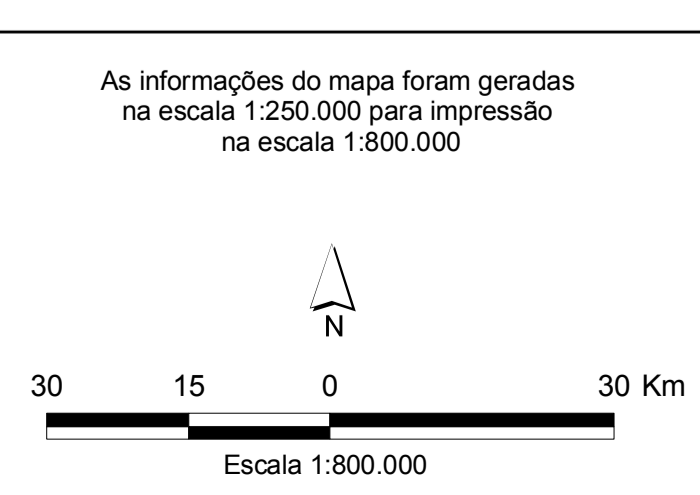 As informações do mapa foram geradas
na escala 1:250.000 para impressão
na escala 1:800.000
N
30 15 0 30 Km
Escala 1:800.000